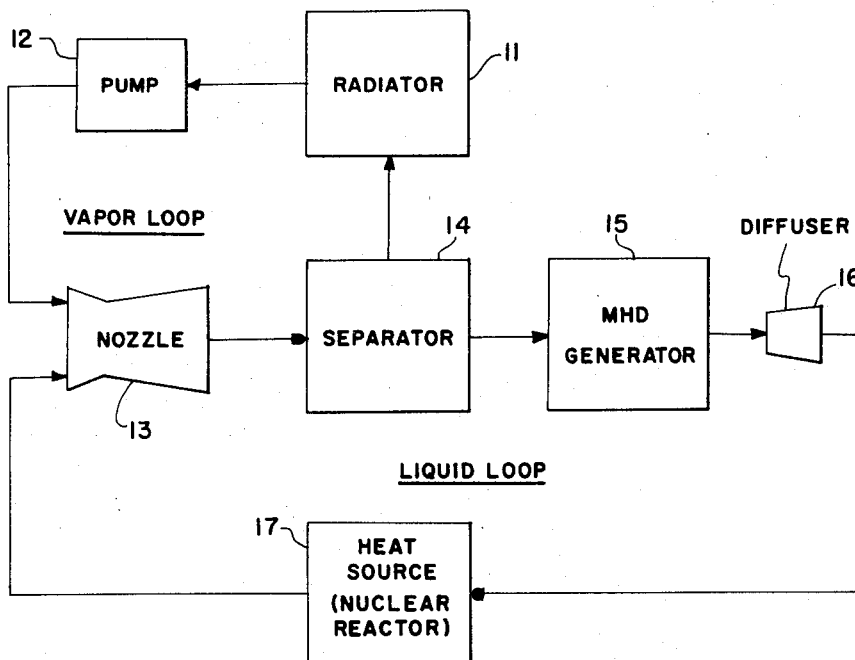 12
PUMP
RADIATOR
11
VAPOR LOOP
14
15
DIFFUSER
16
NOZZLE
SEPARATOR
MHD
GENERATOR
13
LIQUID LOOP
17
HEAT
SOURCE
(NUCLEAR
REACTOR)